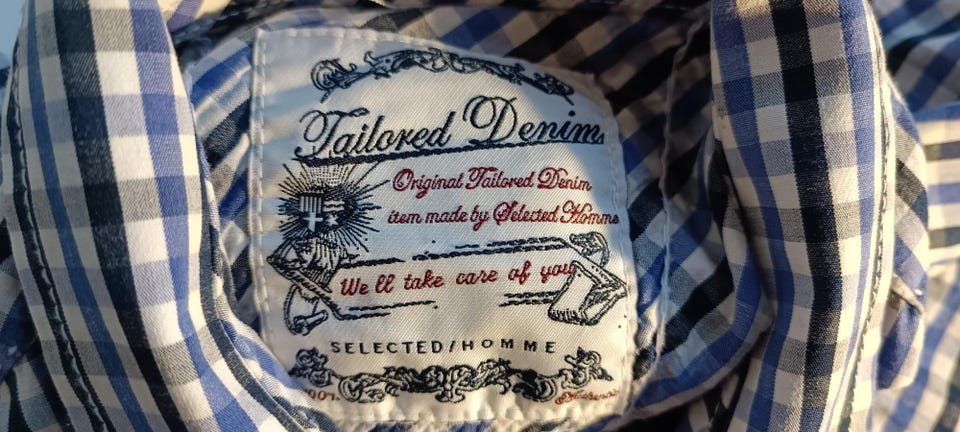 Tailored Denim
Original Tailored Denim
item made by Selected Homme
We ll take care of you
SELECTED/HOMME